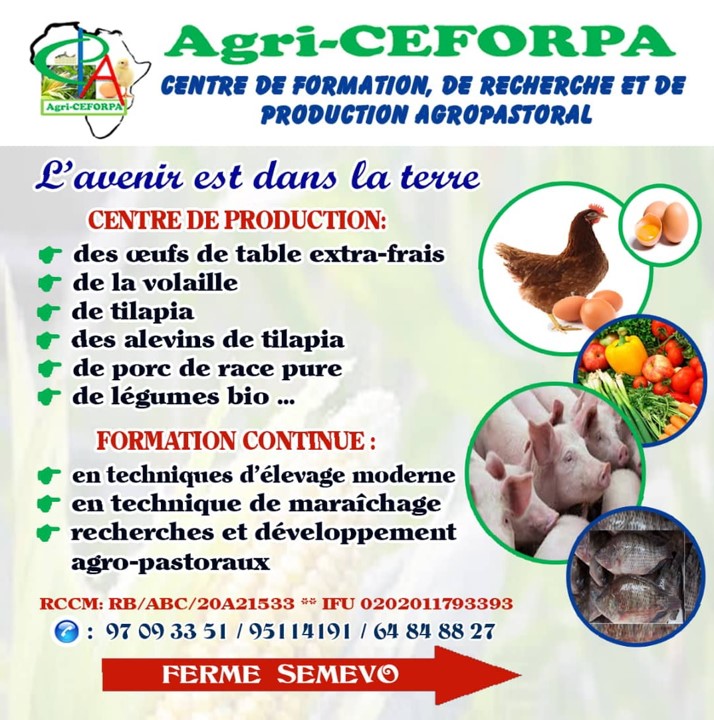 Agri-CEFORPA
Agri-CEFORPA
CENTRE DE FORMATION, DE RECHERCHE ET DE
PRODUCTION AGROPASTORAL
L'avenir est dans la terre
CENTRE DE PRODUCTION:
des œufs de table extra-frais
de la volaille
de tilapia
des alevins de tilapia
de porc de race pure
de légumes bio ...
FORMATION CONTINUE :
en techniques d'élevage moderne
en technique de maraîchage
recherches et développement
agro-pastoraux
RCCM: RB/ABC/20A21533 ** IFU 0202011793393
: 97 09 33 51 / 95114191 / 64 84 88 27
FERME SEMEVO